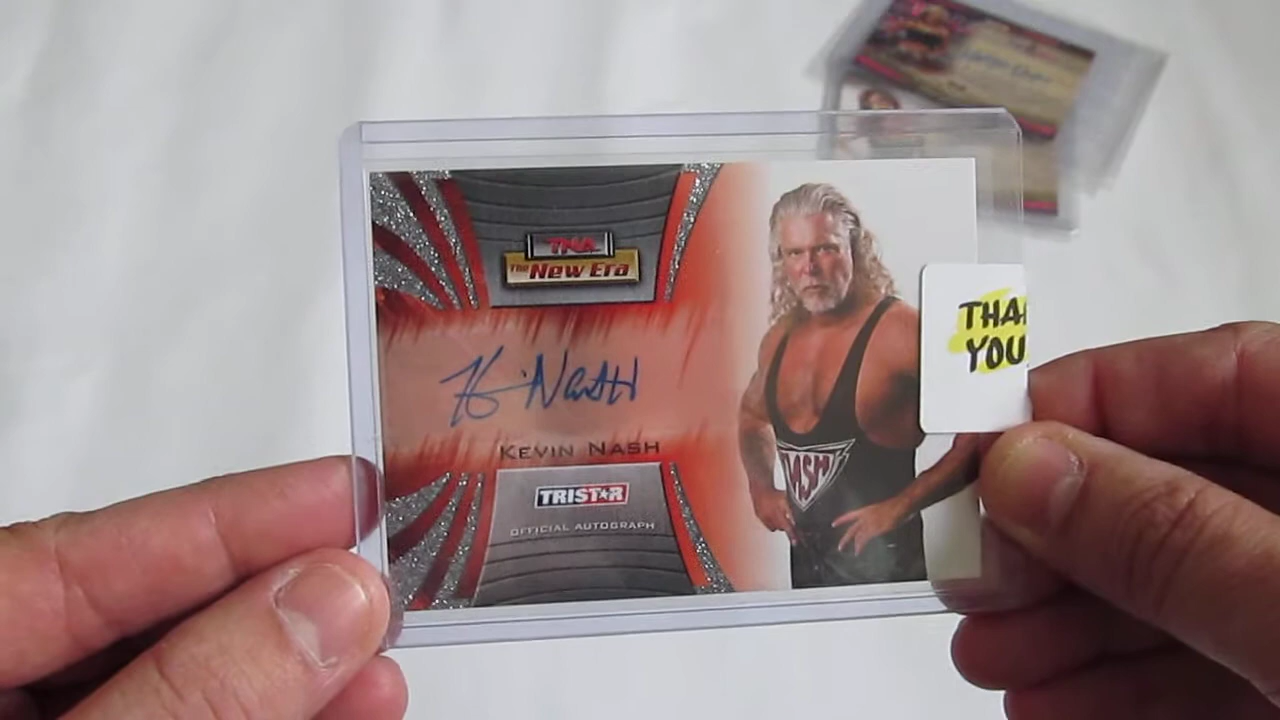 TNA
The New Era
K. Nash
Kevin Nash
TRISTAR
OFFICIAL AUTOGRAPH
NASH
THA
YOU